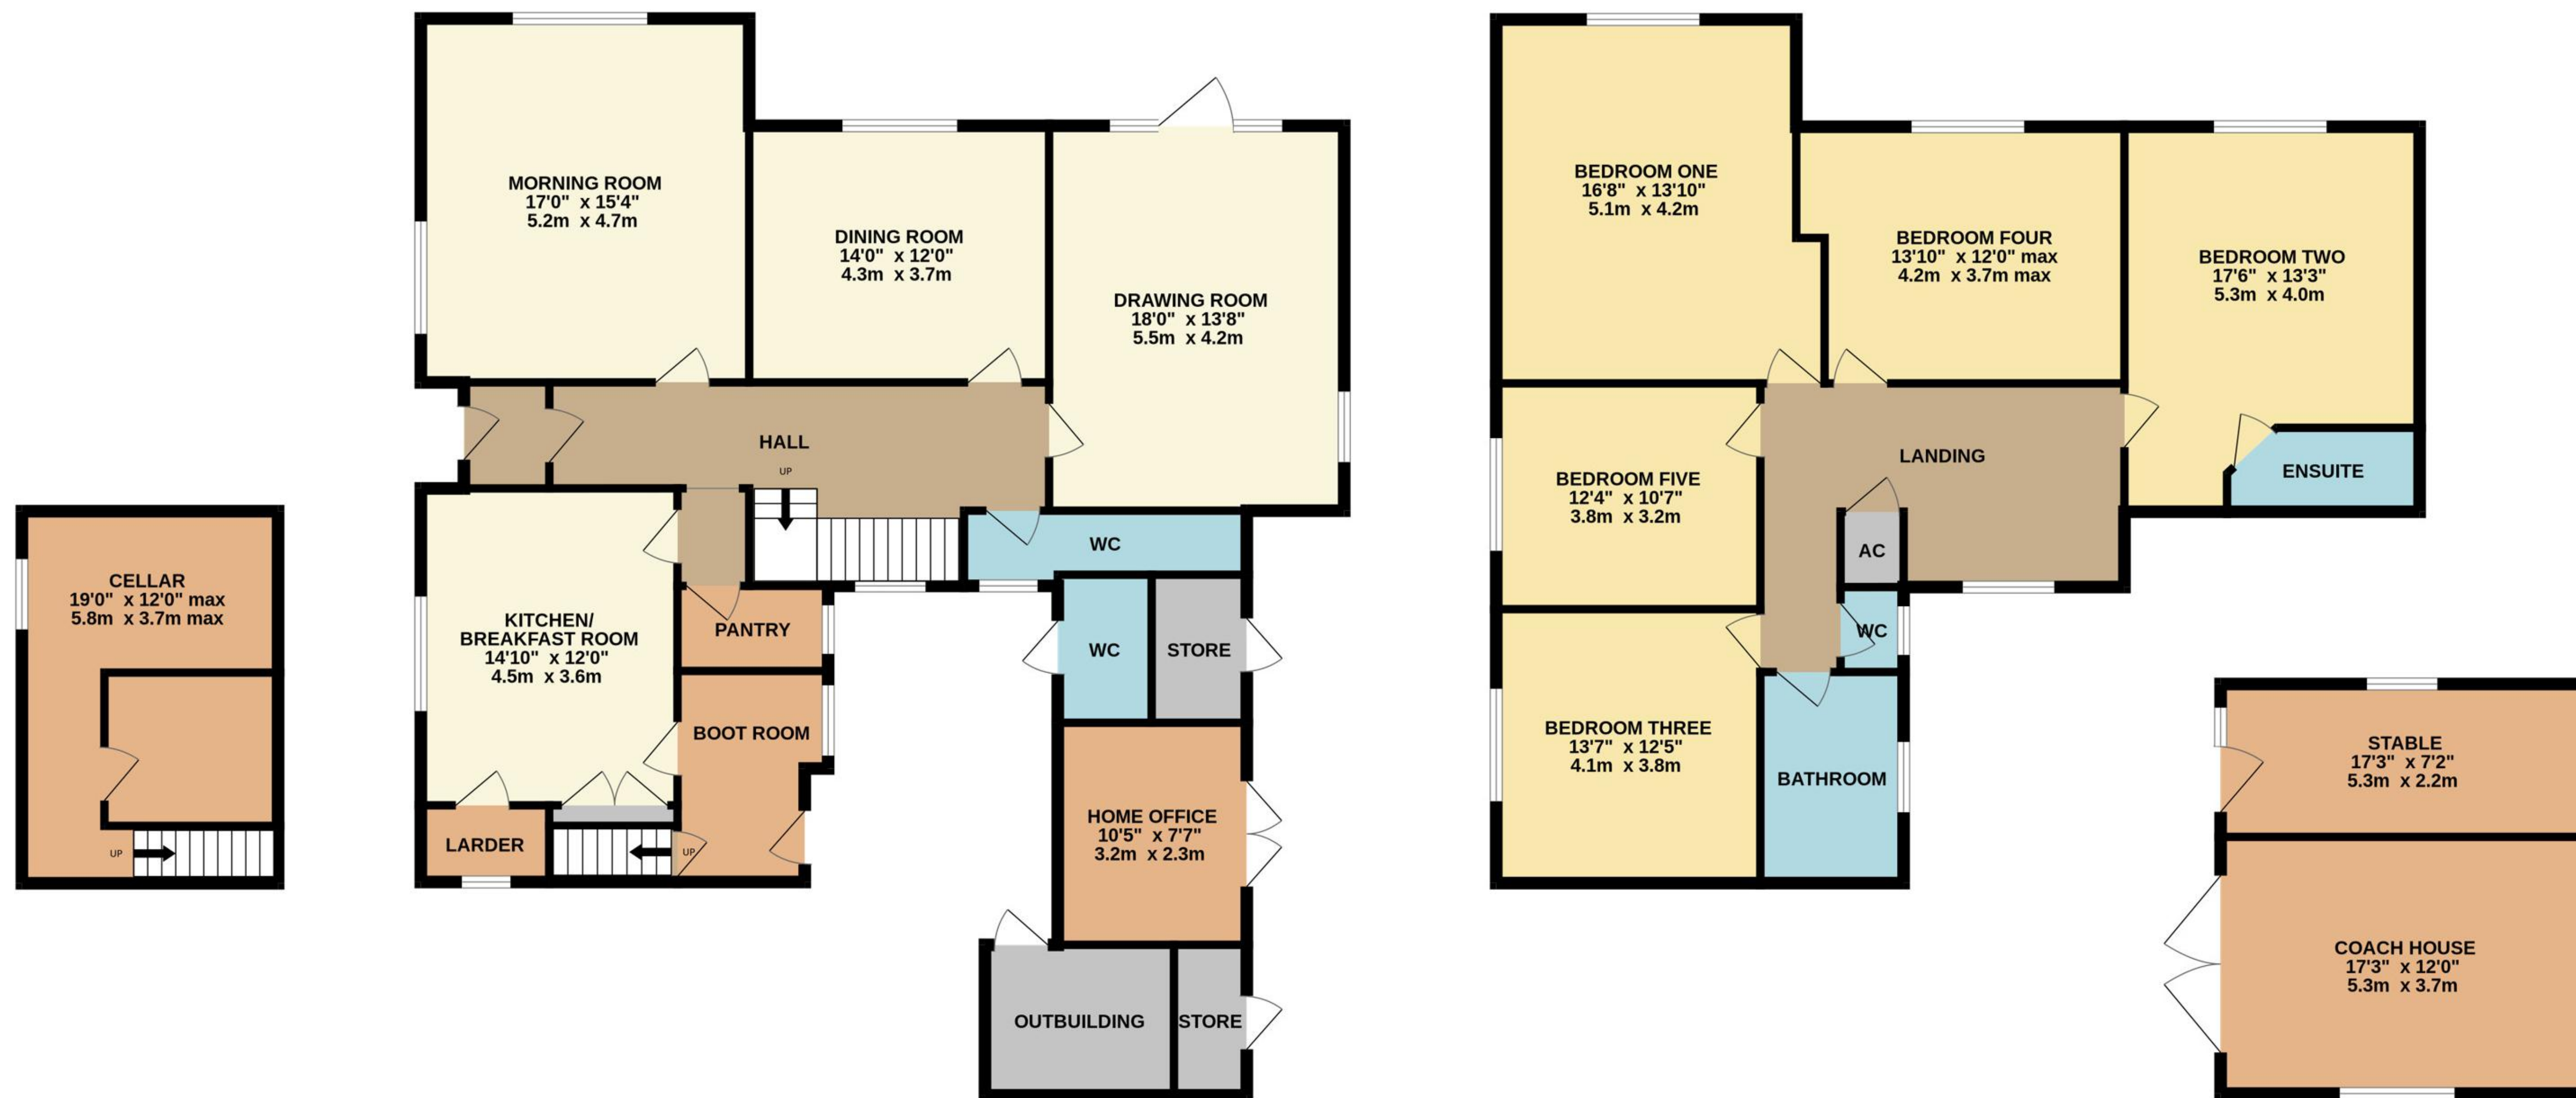 CELLAR
19'0" x 12'0" max
5.8m x 3.7m max
UP
MORNING ROOM
17'0" x 15'4"
5.2m x 4.7m
DINING ROOM
14'0" x 12'0"
4.3m x 3.7m
DRAWING ROOM
18'0" x 13'8"
5.5m x 4.2m
HALL
UP
WC
KITCHEN/
BREAKFAST ROOM
14'10" x 12'0"
4.5m x 3.6m
PANTRY
WC
STORE
BOOT ROOM
LARDER
UP
HOME OFFICE
10'5" x 7'7"
3.2m x 2.3m
OUTBUILDING
STORE
BEDROOM ONE
16'8" x 13'10"
5.1m x 4.2m
BEDROOM FOUR
13'10" x 12'0" max
4.2m x 3.7m max
BEDROOM TWO
17'6" x 13'3"
5.3m x 4.0m
LANDING
ENSUITE
BEDROOM FIVE
12'4" x 10'7"
3.8m x 3.2m
AC
WC
BEDROOM THREE
13'7" x 12'5"
4.1m x 3.8m
BATHROOM
STABLE
17'3" x 7'2"
5.3m x 2.2m
COACH HOUSE
17'3" x 12'0"
5.3m x 3.7m